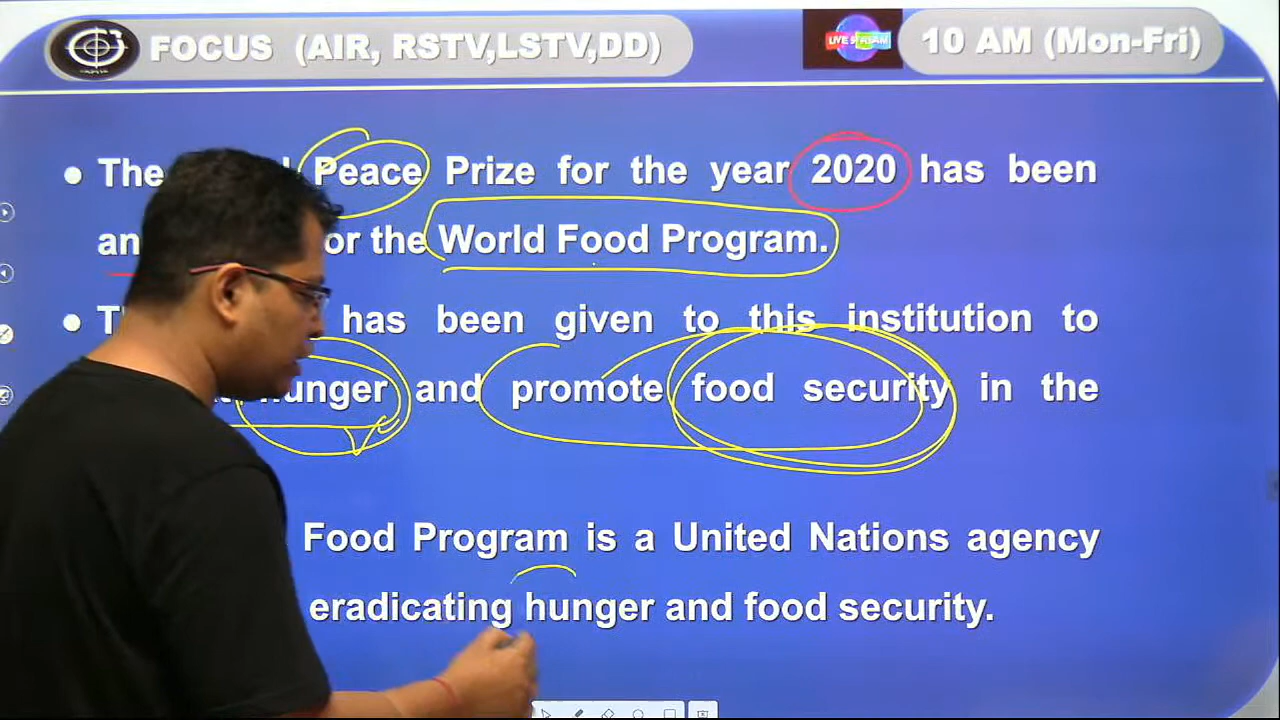 FOCUS (AIR, RSTV,LSTV,DD)
LIVE STREAM
10 AM (Mon-Fri)
• The Peace Prize for the year 2020 has been
for the World Food Program.
• has been given to this institution to
hunger and promote food security in the
Food Program is a United Nations agency
eradicating hunger and food security.